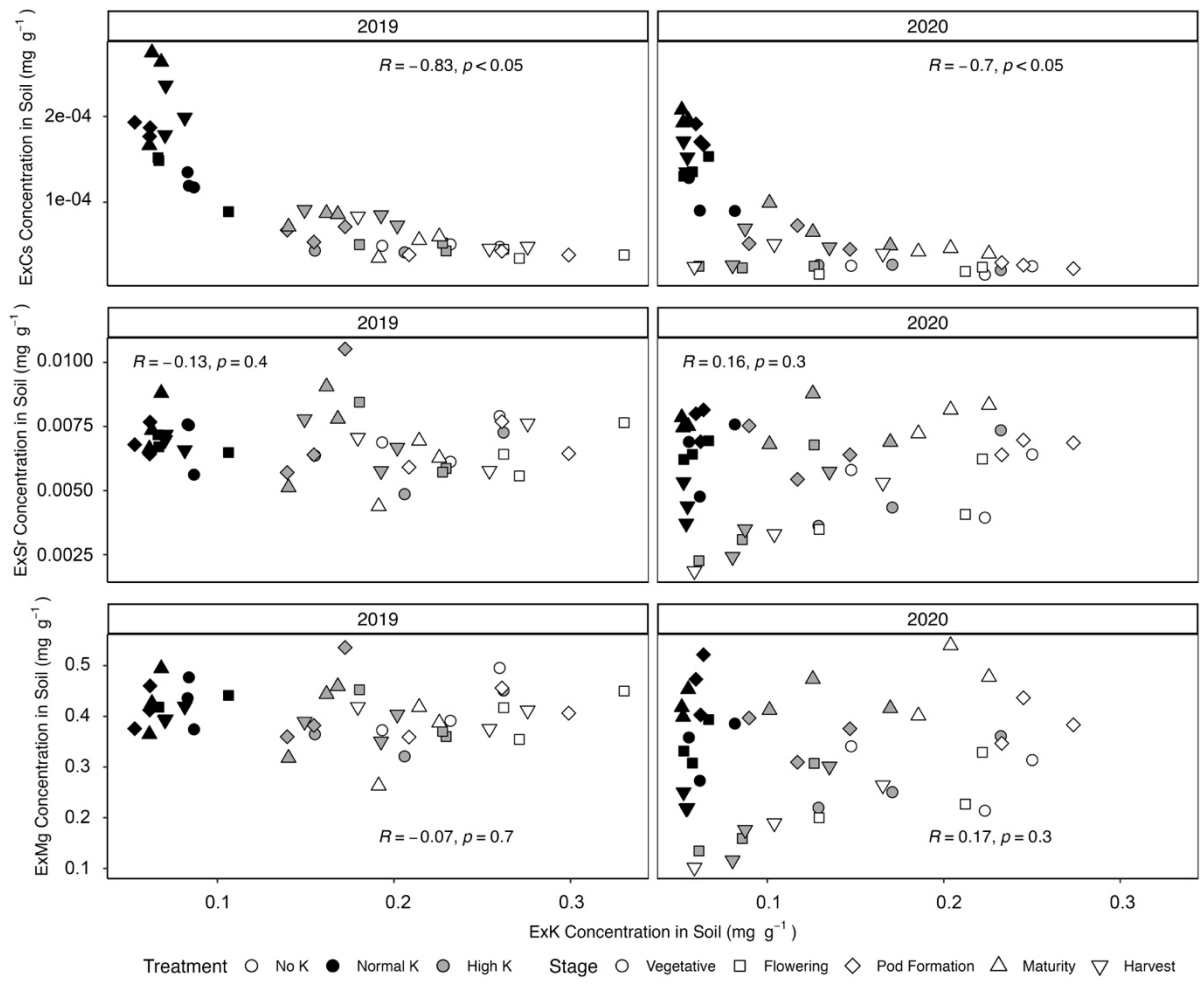 2019 2020
R = −0.83, p < 0.05
R = −0.7, p < 0.05
ExCs Concentration in Soil (mg g⁻¹)
2e-04
1e-04
2019 2020
R = −0.13, p = 0.4
R = 0.16, p = 0.3
ExSr Concentration in Soil (mg g⁻¹)
0.0100
0.0075
0.0050
0.0025
2019 2020
ExMg Concentration in Soil (mg g⁻¹)
0.5
0.4
0.3
0.2
0.1
R = −0.07, p = 0.7
R = 0.17, p = 0.3
0.1 0.2 0.3 0.1 0.2 0.3
ExK Concentration in Soil (mg g⁻¹)
Treatment No K Normal K High K Stage Vegetative Flowering Pod Formation Maturity Harvest